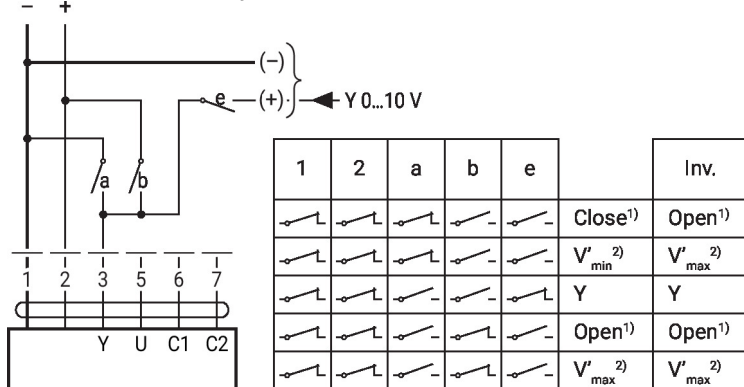 − +
(−)
e (+) Y 0...10 V
a b
1 2 3 5 6 7
Y U C1 C2
1 2 a b e Inv.
Close¹⁾ Open¹⁾
V'min²⁾ V'max²⁾
Y Y
Open¹⁾ Open¹⁾
V'max²⁾ V'max²⁾